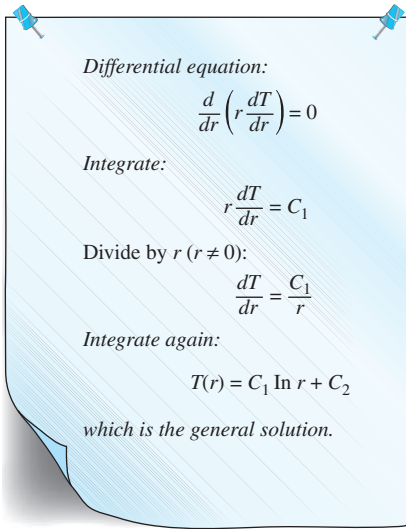 Differential equation:
d/dr (r dT/dr) = 0
Integrate:
r dT/dr = C₁
Divide by r (r ≠ 0):
dT/dr = C₁/r
Integrate again:
T(r) = C₁ In r + C₂
which is the general solution.